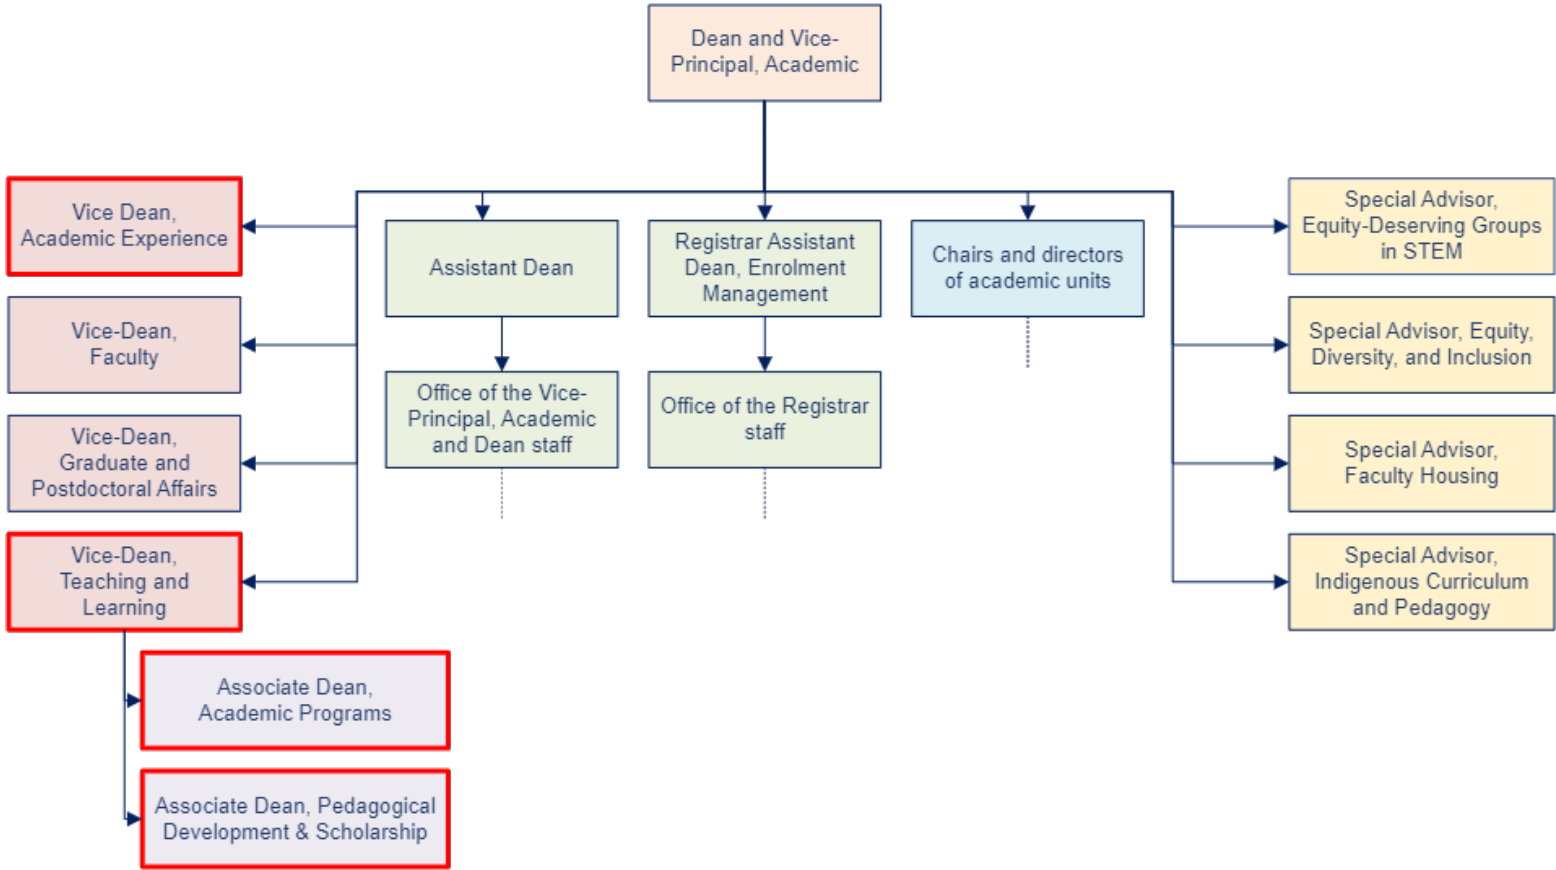 Dean and Vice-
Principal, Academic
Vice Dean,
Academic Experience
Vice-Dean,
Faculty
Vice-Dean,
Graduate and
Postdoctoral Affairs
Vice-Dean,
Teaching and
Learning
Associate Dean,
Academic Programs
Associate Dean, Pedagogical
Development & Scholarship
Assistant Dean
Office of the Vice-
Principal, Academic
and Dean staff
Registrar Assistant
Dean, Enrolment
Management
Office of the Registrar
staff
Chairs and directors
of academic units
Special Advisor,
Equity-Deserving Groups
in STEM
Special Advisor, Equity,
Diversity, and Inclusion
Special Advisor,
Faculty Housing
Special Advisor,
Indigenous Curriculum
and Pedagogy